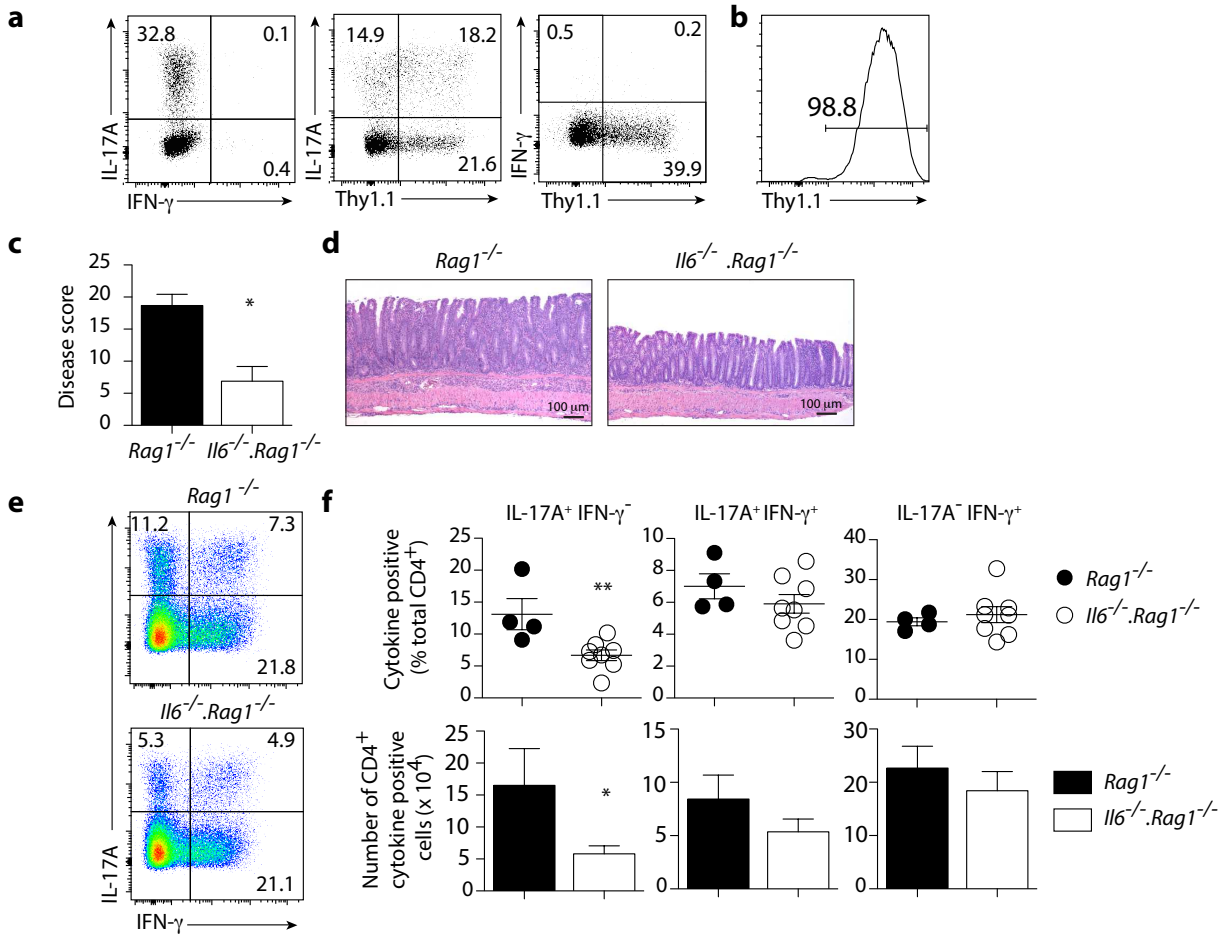 a
32.8 0.1
0.4
IL-17A
IFN-γ
14.9 18.2
21.6
IL-17A
Thy1.1
0.5 0.2
39.9
IFN-γ
Thy1.1
b
98.8
Thy1.1
c
25
20
15
10
5
0
Disease score
*
Rag1-/- Il6-/-.Rag1-/-
d
Rag1-/- Il6-/- .Rag1-/-
100 μm 100 μm
e
Rag1 -/-
11.2 7.3
21.8
Il6-/-.Rag1-/-
5.3 4.9
21.1
IL-17A
IFN-γ
f
IL-17A+ IFN-γ- IL-17A+ IFN-γ+ IL-17A- IFN-γ+
Cytokine positive
(% total CD4+)
25
20
15
10
5
0
**
10
8
6
4
2
0
40
30
20
10
0
Rag1-/-
Il6-/-.Rag1-/-
Number of CD4+
cytokine positive
cells (x 104)
25
20
15
10
5
0
*
15
10
5
0
30
20
10
0
Rag1-/-
Il6-/-.Rag1-/-